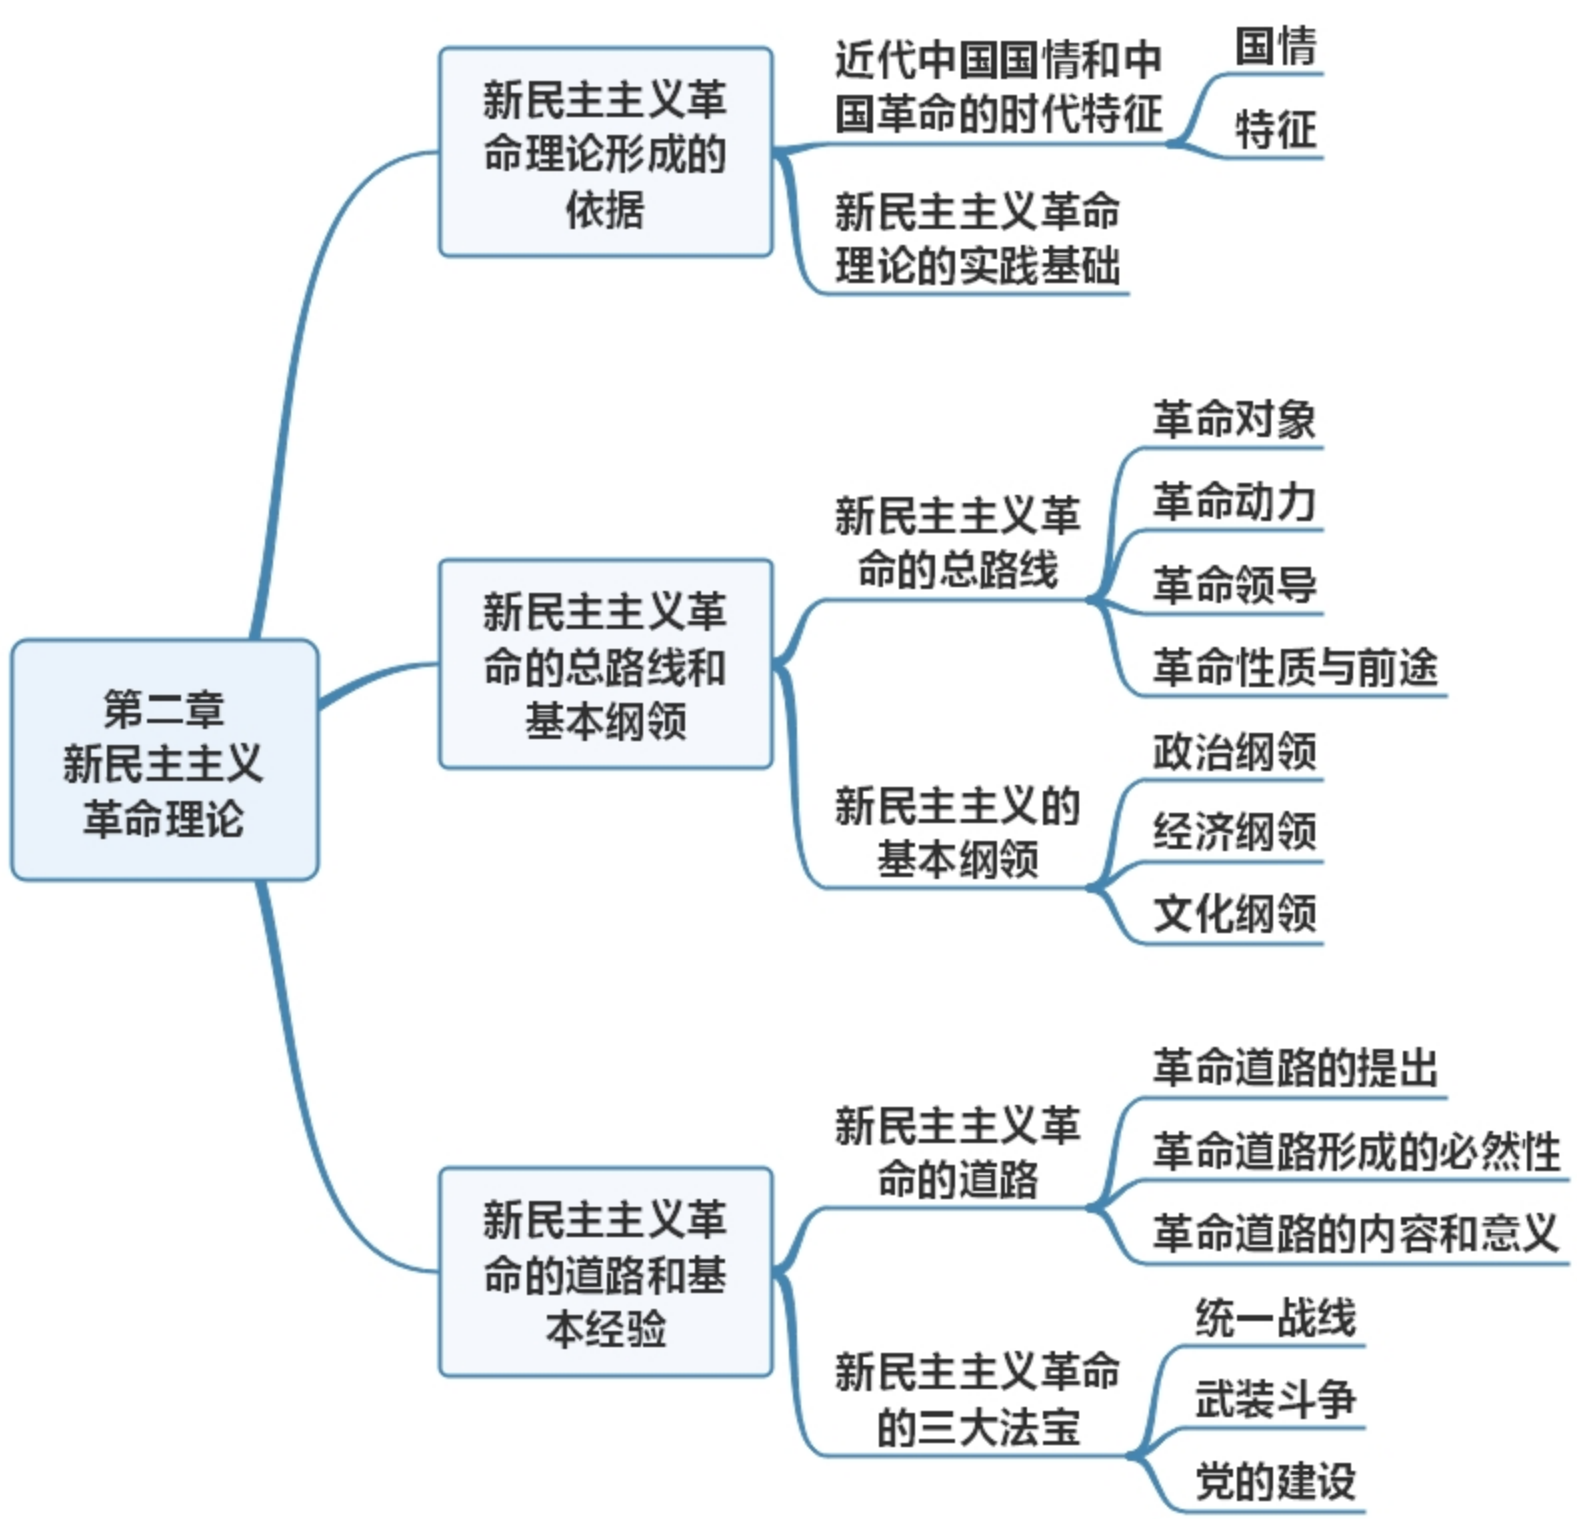 第二章
新民主主义
革命理论
新民主主义革
命理论形成的
依据
近代中国国情和中
国革命的时代特征
国情
特征
新民主主义革命
理论的实践基础
新民主主义革
命的总路线和
基本纲领
新民主主义革
命的总路线
革命对象
革命动力
革命领导
革命性质与前途
新民主主义的
基本纲领
政治纲领
经济纲领
文化纲领
新民主主义革
命的道路和基
本经验
新民主主义革
命的道路
革命道路的提出
革命道路形成的必然性
革命道路的内容和意义
新民主主义革命
的三大法宝
统一战线
武装斗争
党的建设